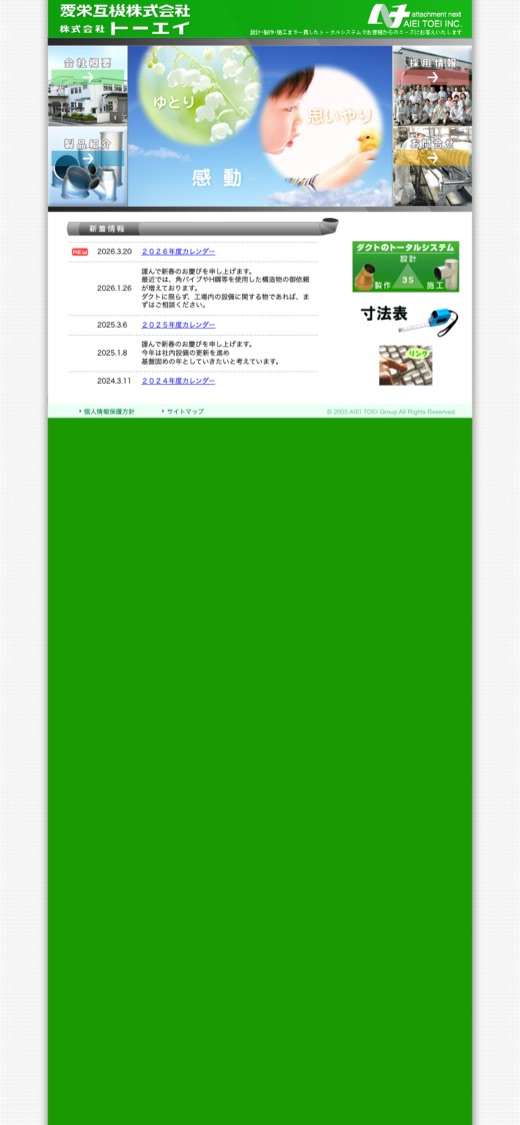 愛栄互機株式会社
株式会社 トーエイ
attachment next
AIEI TOEI INC.
設計・制作・施工まで一貫したトータルシステムでお客様からのニーズにお答えいたします
会社概要
製品紹介
ゆとり
思いやり
感動
採用情報
お問合せ
新着情報
NEW 2026.3.20 2026年度カレンダー
2026.1.26
謹んで新春のお慶びを申し上げます。
最近では、角パイプやH鋼等を使用した構造物の御依頼
が増えております。
ダクトに限らず、工場内の設備に関する物であれば、ま
ずはご相談ください。
2025.3.6 2025年度カレンダー
2025.1.8
謹んで新春のお慶びを申し上げます。
今年は社内設備の更新を進め
基盤固めの年としていきたいと考えています。
2024.3.11 2024年度カレンダー
ダクトのトータルシステム
設計
製作 3S 施工
寸法表
リンク
個人情報保護方針 サイトマップ
© 2005 AIEI TOEI Group.All Rights Reserved.